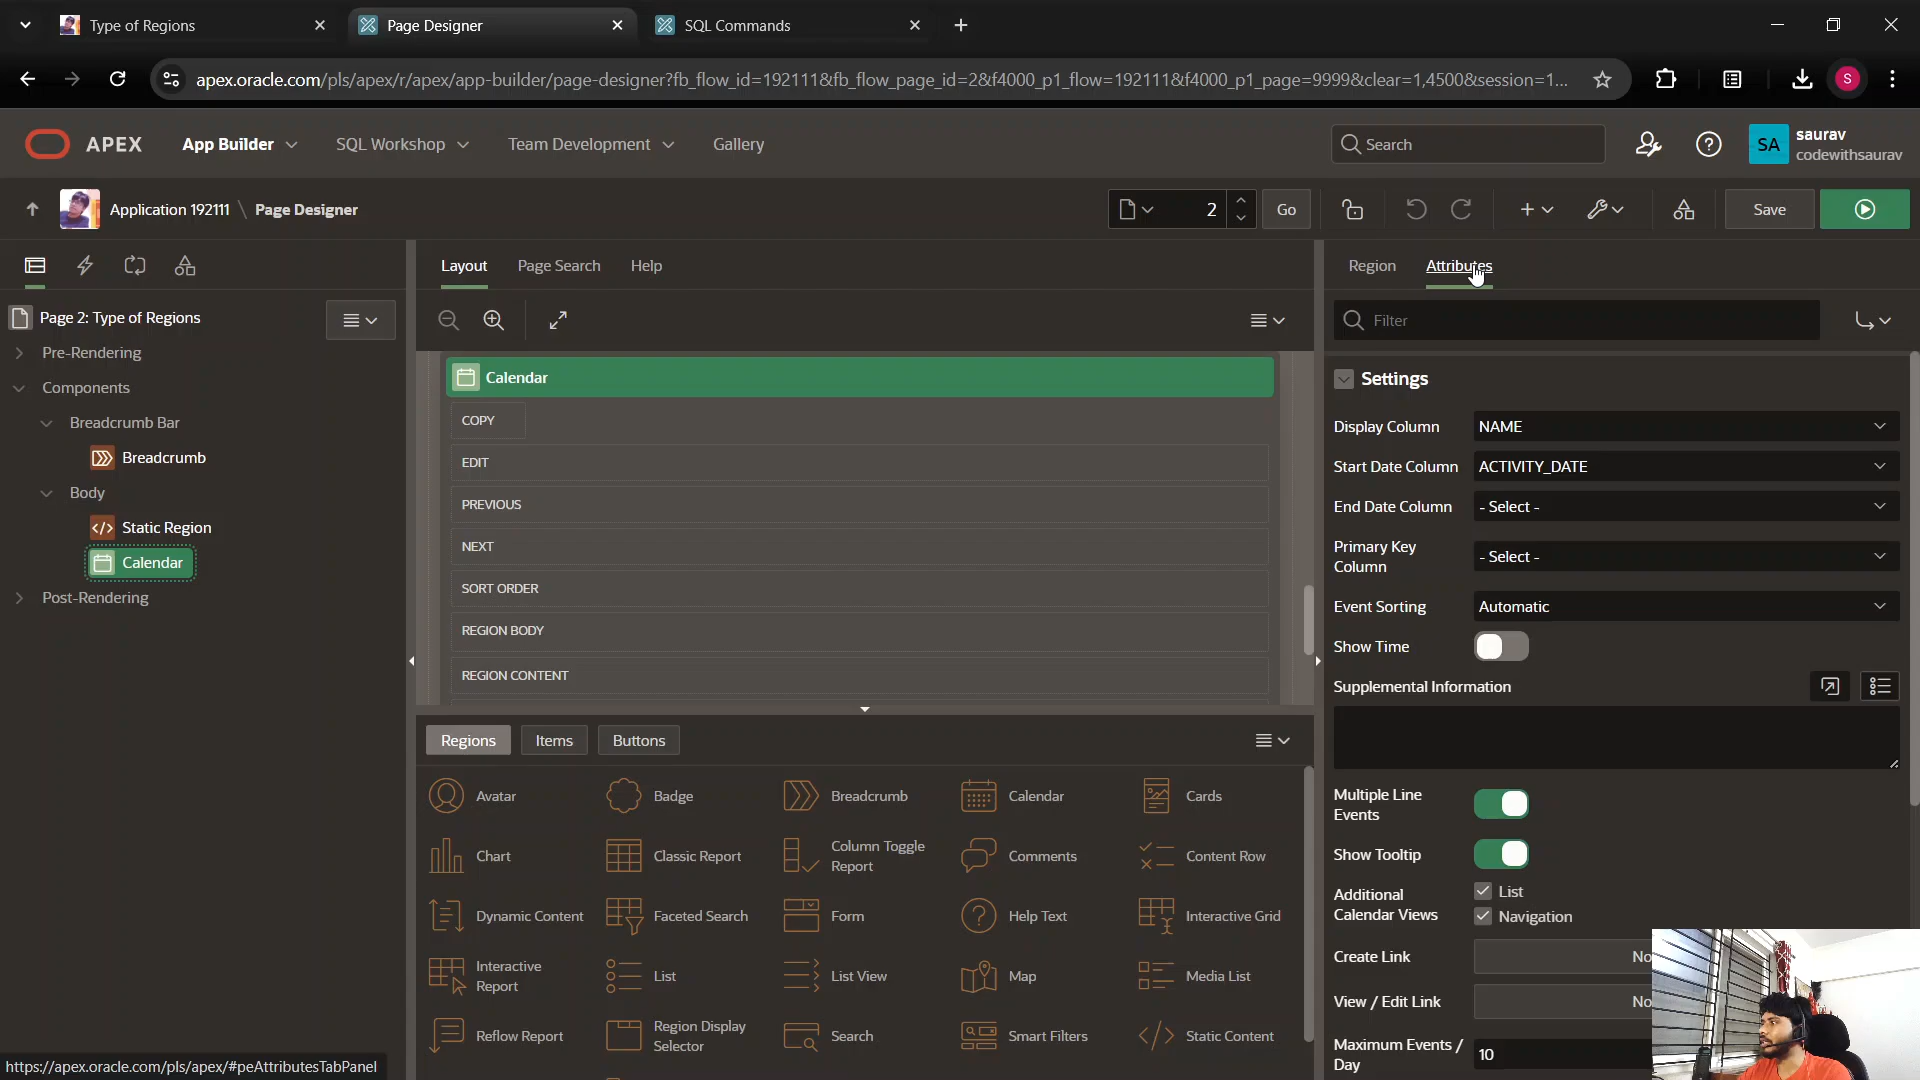 Type of Regions
Page Designer
SQL Commands
apex.oracle.com/pls/apex/r/apex/app-builder/page-designer?fb_flow_id=192111&fb_flow_page_id=2&f4000_p1_flow=192111&f4000_p1_page=9999&clear=1,4500&session=1...
S
APEX
App Builder
SQL Workshop
Team Development
Gallery
Search
SA
saurav
codewithsaurav
Application 192111 \ Page Designer
2
Go
Save
Layout
Page Search
Help
Region
Attributes
Page 2: Type of Regions
Pre-Rendering
Components
Breadcrumb Bar
Breadcrumb
Body
Static Region
Calendar
Post-Rendering
Calendar
COPY
EDIT
PREVIOUS
NEXT
SORT ORDER
REGION BODY
REGION CONTENT
Regions
Items
Buttons
Avatar
Badge
Breadcrumb
Calendar
Cards
Chart
Classic Report
Column Toggle
Report
Comments
Content Row
Dynamic Content
Faceted Search
Form
Help Text
Interactive Grid
Interactive
Report
List
List View
Map
Media List
Reflow Report
Region Display
Selector
Search
Smart Filters
Static Content
Filter
Settings
Display Column
NAME
Start Date Column
ACTIVITY_DATE
End Date Column
- Select -
Primary Key
Column
- Select -
Event Sorting
Automatic
Show Time
Supplemental Information
Multiple Line
Events
Show Tooltip
Additional
Calendar Views
List
Navigation
Create Link
No
View / Edit Link
No
Maximum Events /
Day
10
https://apex.oracle.com/pls/apex/#peAttributesTabPanel